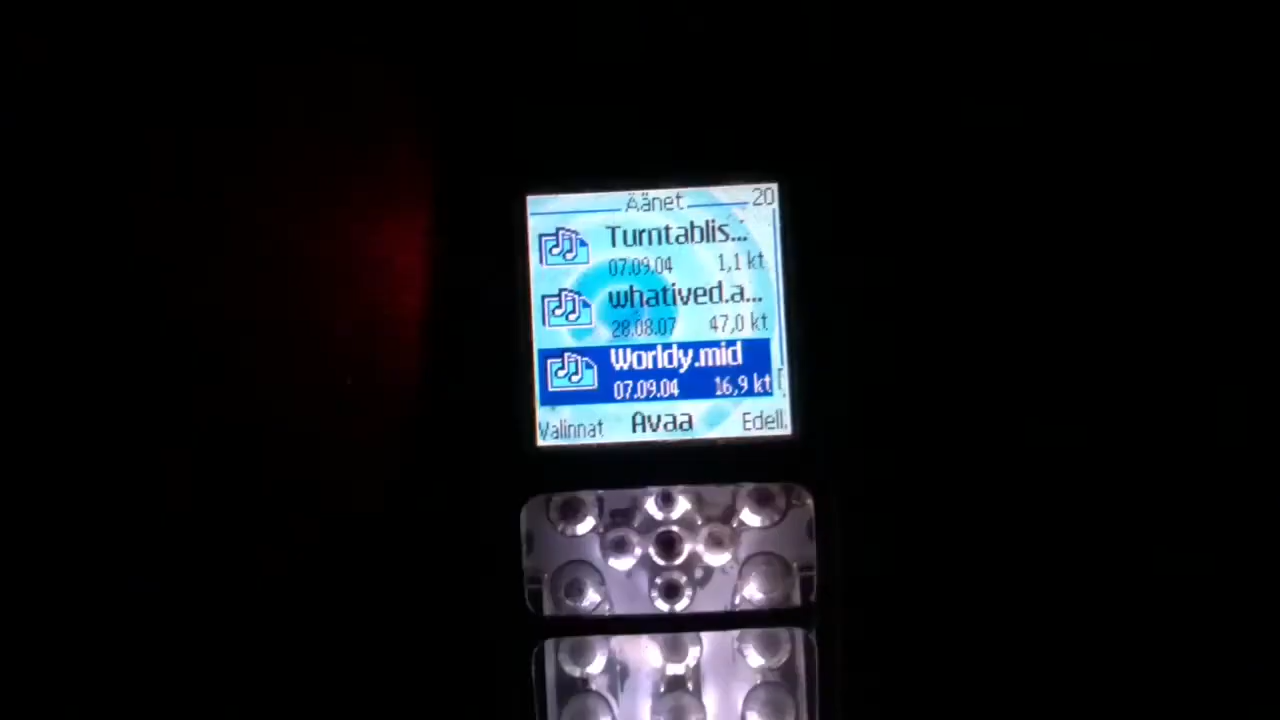 Äänet 20
Turntablis...
07.09.04 1,1 kt
whatived.a...
28.08.07 47,0 kt
Worldy.mid
07.09.04 16,9 kt
Valinnat Avaa Edell.